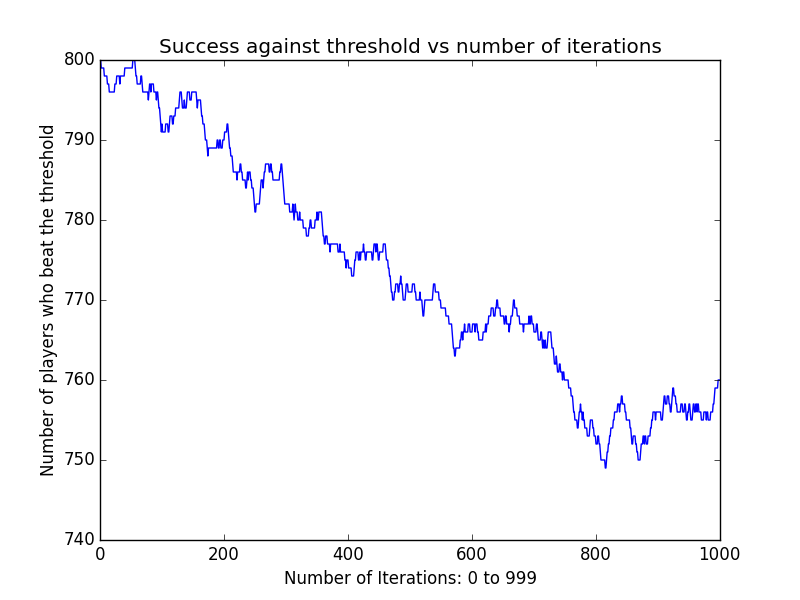 Success against threshold vs number of iterations
800
790
780
770
760
750
740
Number of players who beat the threshold
0 200 400 600 800 1000
Number of Iterations: 0 to 999